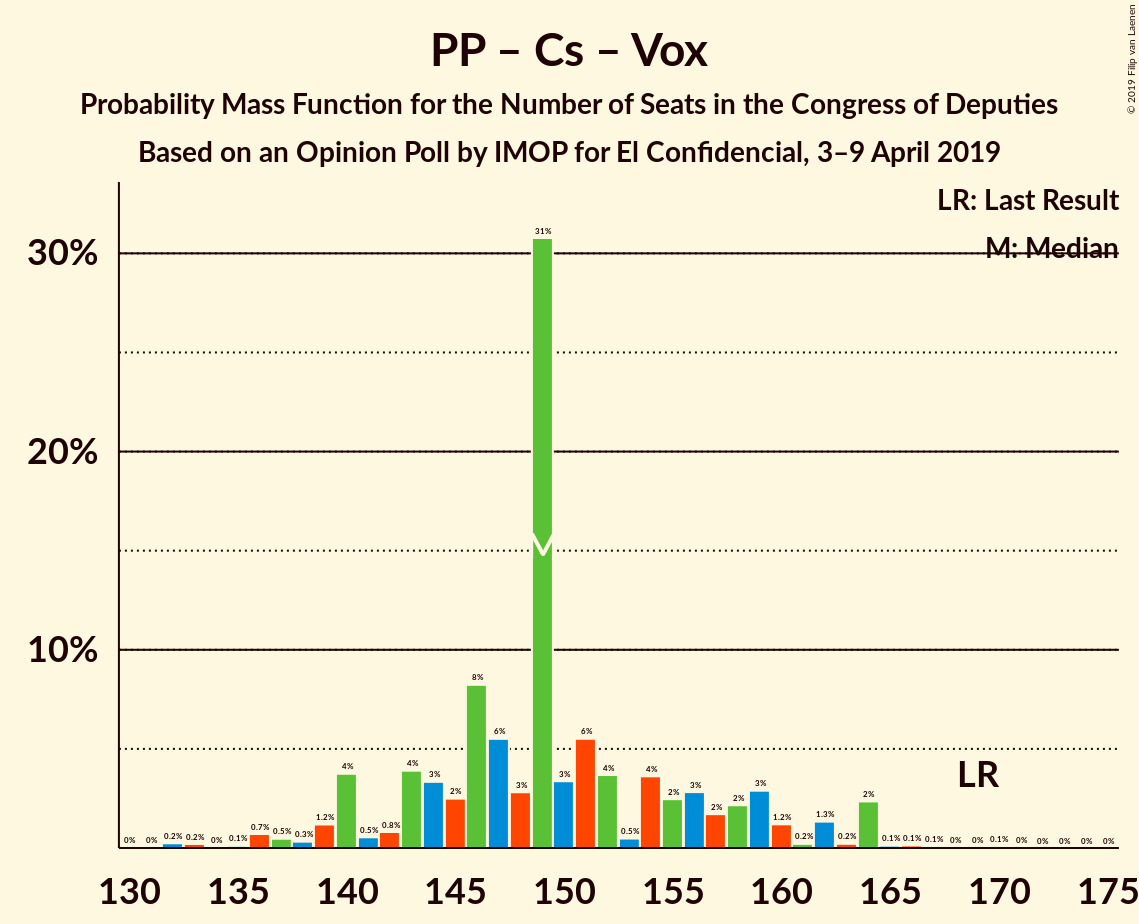 PP – Cs – Vox
Probability Mass Function for the Number of Seats in the Congress of Deputies
Based on an Opinion Poll by IMOP for El Confidencial, 3–9 April 2019
© 2019 Filip van Laenen
LR: Last Result
M: Median
30%
20%
10%
0% 0% 0.2% 0.2% 0% 0.1% 0.7% 0.5% 0.3% 1.2% 4% 0.5% 0.8% 4% 3% 2% 8% 6% 3% 31% 3% 6% 4% 0.5% 4% 2% 3% 2% 2% 3% 1.2% 0.2% 1.3% 0.2% 2% 0.1% 0.1% 0.1% 0% 0% 0.1% 0% 0% 0% 0% 0%
M
LR
130 135 140 145 150 155 160 165 170 175